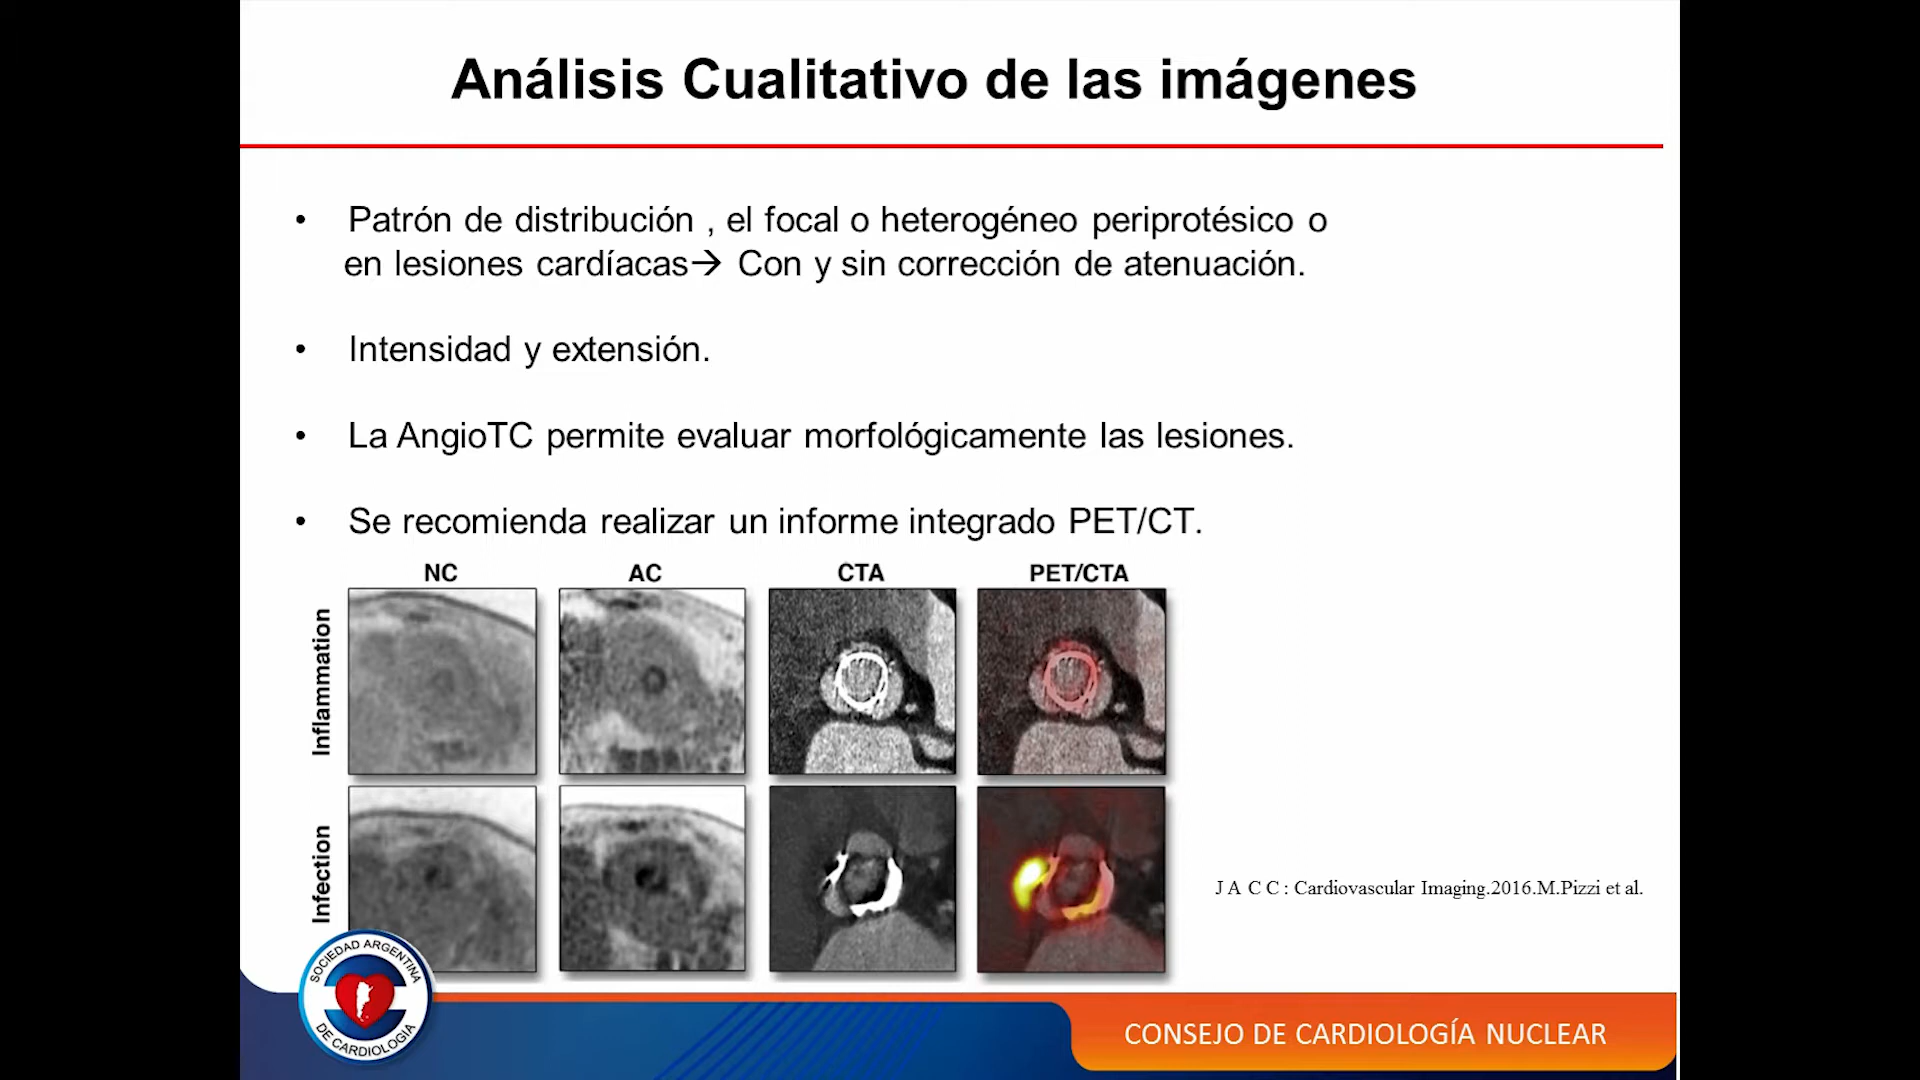 Análisis Cualitativo de las imágenes
• Patrón de distribución , el focal o heterogéneo periprotésico o
en lesiones cardíacas→ Con y sin corrección de atenuación.
• Intensidad y extensión.
• La AngioTC permite evaluar morfológicamente las lesiones.
• Se recomienda realizar un informe integrado PET/CT.
NC AC CTA PET/CTA
Inflammation
Infection
J A C C : Cardiovascular Imaging.2016.M.Pizzi et al.
SOCIEDAD ARGENTINA
DE CARDIOLOGIA
CONSEJO DE CARDIOLOGÍA NUCLEAR